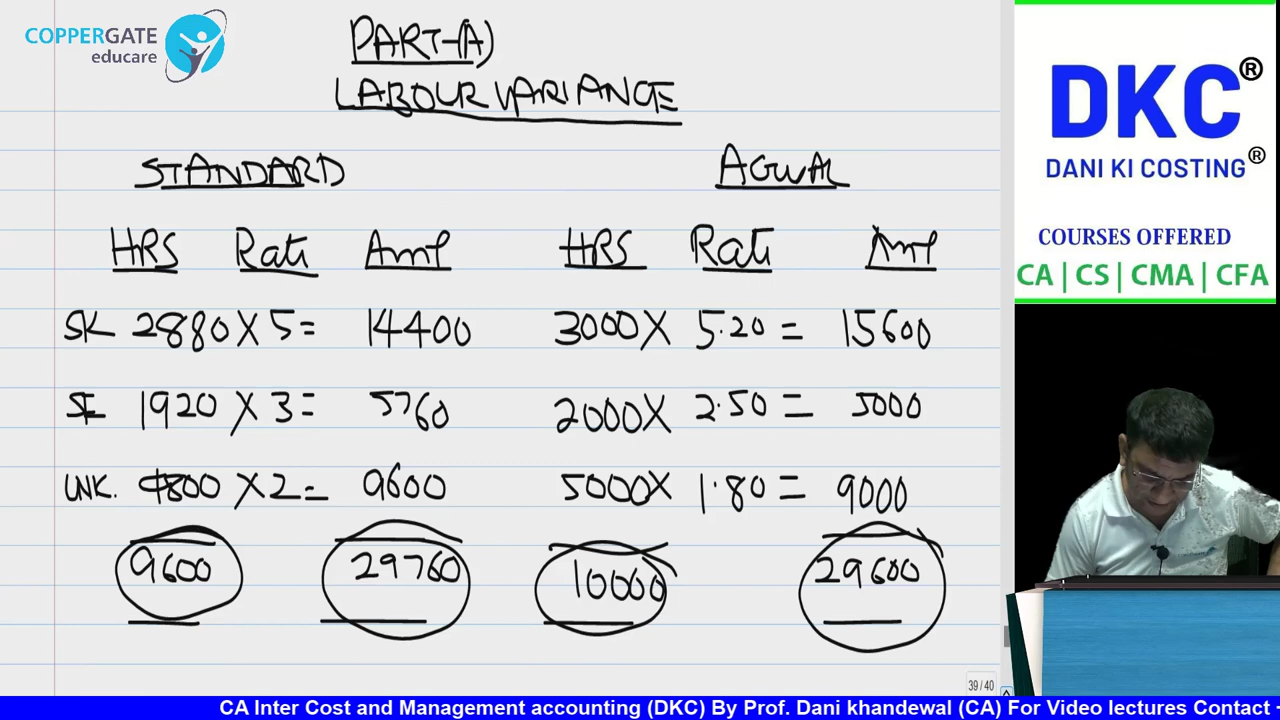 COPPERGATE
educare
PART-(A)
LABOUR VARIANCE
STANDARD ACTUAL
HRS Rate Amt HRS Rate Amt
SK 2880 X 5 = 14400 3000 X 5.20 = 15600
1920 X 3 = 5760 2000 X 2.50 = 5000
UNK. 4800 X 2 = 9600 5000 X 1.80 = 9000
9600 29760 10000 29600
39 / 40
DKC®
DANI KI COSTING®
COURSES OFFERED
CA | CS | CMA | CFA
CA Inter Cost and Management accounting (DKC) By Prof. Dani khandewal (CA) For Video lectures Contact -